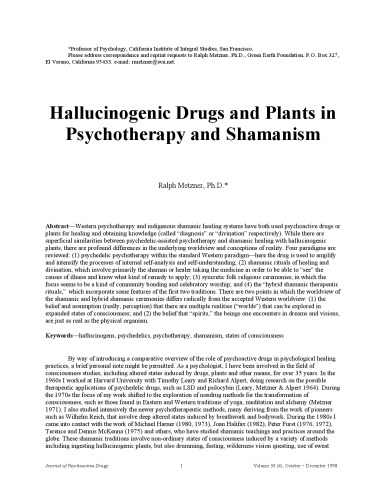 *Professor of Psychology, California Institute of Integral Studies, San Francisco.
Please address correspondence and reprint requests to Ralph Metzner, Ph.D., Green Earth Foundation, P.O. Box 327,
El Verano, California 95433. e-mail: rmetzner@svn.net.
Hallucinogenic Drugs and Plants in
Psychotherapy and Shamanism
Ralph Metzner, Ph.D.*
Abstract—Western psychotherapy and indigenous shamanic healing systems have both used psychoactive drugs or
plants for healing and obtaining knowledge (called "diagnosis" or "divination" respectively). While there are
superficial similarities between psychedelic-assisted psychotherapy and shamanic healing with hallucinogenic
plants, there are profound differences in the underlying worldview and conceptions of reality. Four paradigms are
reviewed: (1) psychedelic psychotherapy within the standard Western paradigm—here the drug is used to amplify
and intensify the processes of internal self-analysis and self-understanding; (2) shamanic rituals of healing and
divination, which involve primarily the shaman or healer taking the medicine in order to be able to "see" the
causes of illness and know what kind of remedy to apply; (3) syncretic folk religious ceremonies, in which the
focus seems to be a kind of community bonding and celebratory worship; and (4) the "hybrid shamanic therapeutic
rituals," which incorporate some features of the first two traditions. There are two points in which the worldview of
the shamanic and hybrid shamanic ceremonies differs radically from the accepted Western worldview: (1) the
belief and assumption (really, perception) that there are multiple realities ("worlds") that can be explored in
expanded states of consciousness; and (2) the belief that "spirits," the beings one encounters in dreams and visions,
are just as real as the physical organism.
Keywords—hallucinogens, psychedelics, psychotherapy, shamanism, states of consciousness
By way of introducing a comparative overview of the role of psychoactive drugs in psychological healing
practices, a brief personal note might be permitted. As a psychologist, I have been involved in the field of
consciousness studies, including altered states induced by drugs, plants and other means, for over 35 years. In the
1960s I worked at Harvard University with Timothy Leary and Richard Alpert, doing research on the possible
therapeutic applications of psychedelic drugs, such as LSD and psilocybin (Leary, Metzner & Alpert 1964). During
the 1970s the focus of my work shifted to the exploration of nondrug methods for the transformation of
consciousness, such as those found in Eastern and Western traditions of yoga, meditation and alchemy (Metzner
1971). I also studied intensively the newer psychotherapeutic methods, many deriving from the work of pioneers
such as Wilhelm Reich, that involve deep altered states induced by breathwork and bodywork. During the 1980s I
came into contact with the work of Michael Harner (1980, 1973), Joan Halifax (1982), Peter Furst (1976, 1972),
Terence and Dennis McKenna (1975) and others, who have studied shamanic teachings and practices around the
globe. These shamanic traditions involve non-ordinary states of consciousness induced by a variety of methods
including ingesting hallucinogenic plants, but also drumming, fasting, wilderness vision questing, use of sweat
Journal of Psychoactive Drugs 1 Volume 30 (4), October – December 1998